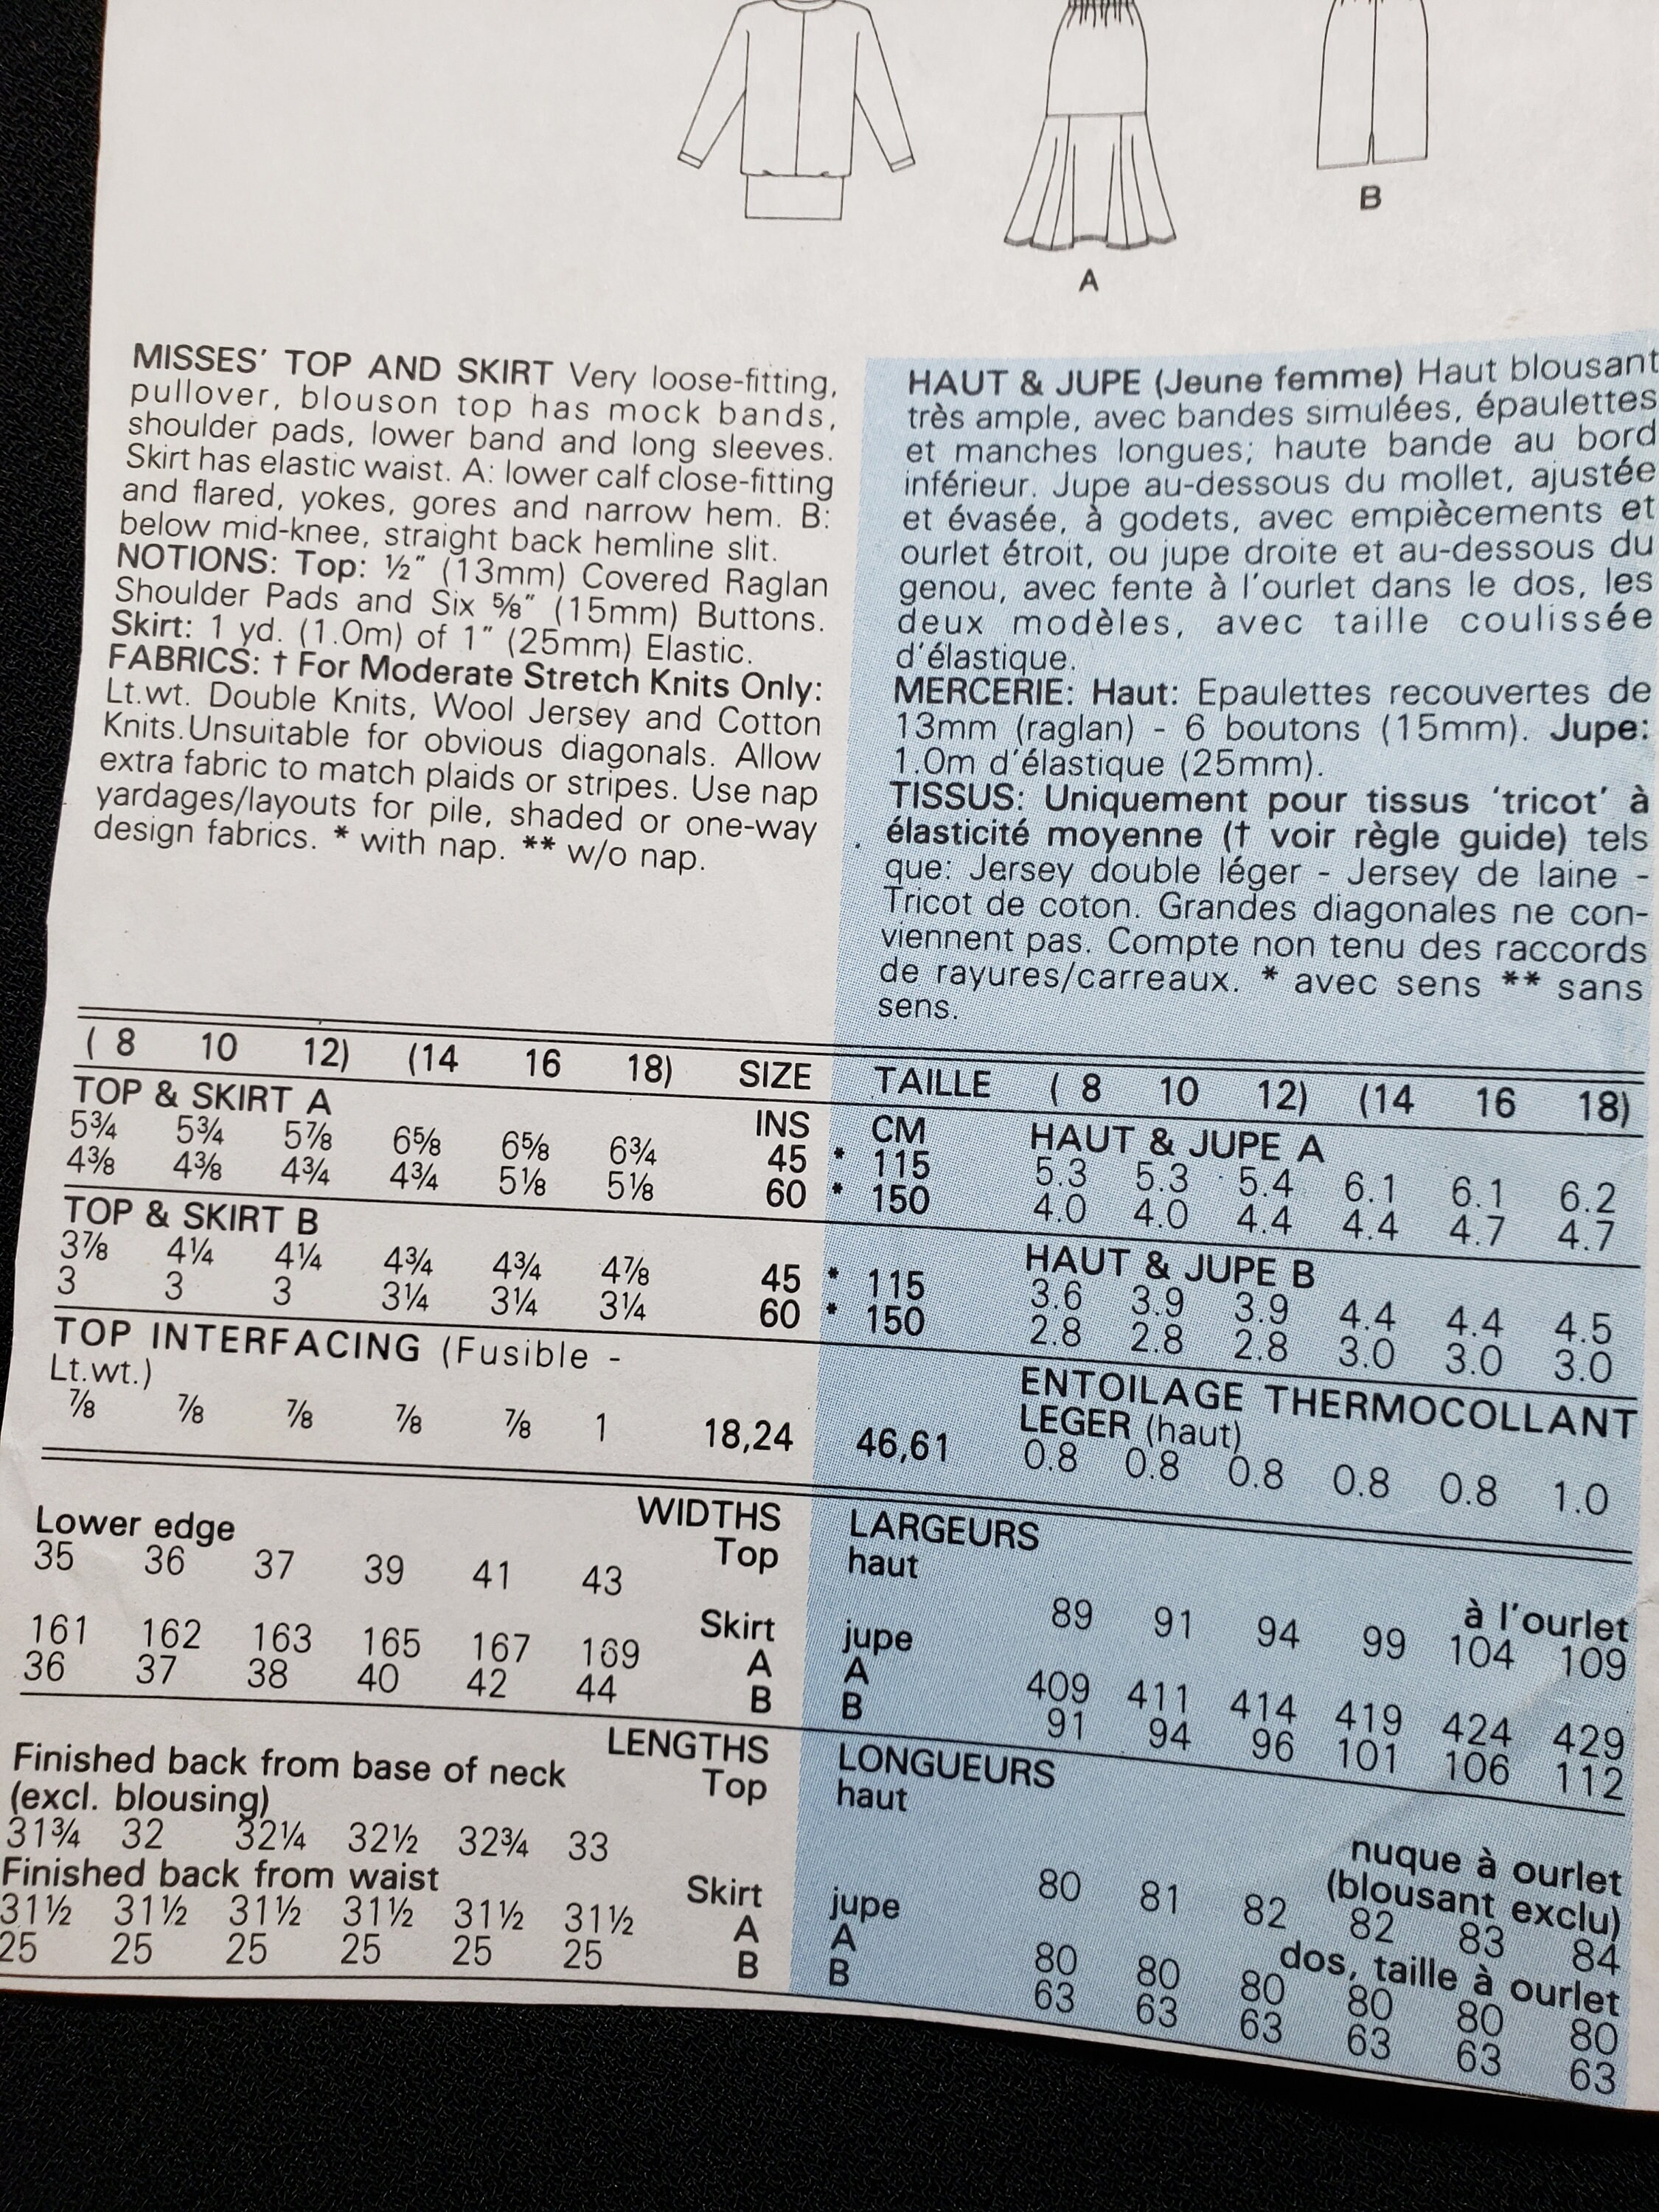 B
A
MISSES' TOP AND SKIRT Very loose-fitting,
pullover, blouson top has mock bands,
shoulder pads, lower band and long sleeves.
Skirt has elastic waist. A: lower calf close-fitting
and flared, yokes, gores and narrow hem. B:
below mid-knee, straight back hemline slit.
NOTIONS: Top: ½" (13mm) Covered Raglan
Shoulder Pads and Six ⅝" (15mm) Buttons.
Skirt: 1 yd. (1.0m) of 1" (25mm) Elastic.
FABRICS: † For Moderate Stretch Knits Only:
Lt.wt. Double Knits, Wool Jersey and Cotton
Knits.Unsuitable for obvious diagonals. Allow
extra fabric to match plaids or stripes. Use nap
yardages/layouts for pile, shaded or one-way
design fabrics. * with nap. ** w/o nap.
HAUT & JUPE (Jeune femme) Haut blousant
très ample, avec bandes simulées, épaulettes
et manches longues; haute bande au bord
inférieur. Jupe au-dessous du mollet, ajustée
et évasée, à godets, avec empiècements et
ourlet étroit, ou jupe droite et au-dessous du
genou, avec fente à l'ourlet dans le dos, les
deux modèles, avec taille coulissée
d'élastique.
MERCERIE: Haut: Epaulettes recouvertes de
13mm (raglan) - 6 boutons (15mm). Jupe:
1.0m d'élastique (25mm).
TISSUS: Uniquement pour tissus 'tricot' à
élasticité moyenne († voir règle guide) tels
que: Jersey double léger - Jersey de laine -
Tricot de coton. Grandes diagonales ne con-
viennent pas. Compte non tenu des raccords
de rayures/carreaux. * avec sens ** sans
sens.
( 8 10 12) (14 16 18) SIZE TAILLE ( 8 10 12) (14 16 18)
TOP & SKIRT A INS CM HAUT & JUPE A
5¾ 5¾ 5⅞ 6⅝ 6⅝ 6¾ 45 * 115 5.3 5.3 5.4 6.1 6.1 6.2
4⅜ 4⅜ 4¾ 4¾ 5⅛ 5⅛ 60 * 150 4.0 4.0 4.4 4.4 4.7 4.7
TOP & SKIRT B HAUT & JUPE B
3⅞ 4¼ 4¼ 4¾ 4¾ 4⅞ 45 * 115 3.6 3.9 3.9 4.4 4.4 4.5
3 3 3 3¼ 3¼ 3¼ 60 * 150 2.8 2.8 2.8 3.0 3.0 3.0
TOP INTERFACING (Fusible - ENTOILAGE THERMOCOLLANT
Lt.wt.) LEGER (haut)
⅞ ⅞ ⅞ ⅞ ⅞ 1 18,24 46,61 0.8 0.8 0.8 0.8 0.8 1.0
WIDTHS LARGEURS
Lower edge Top haut à l'ourlet
35 36 37 39 41 43 89 91 94 99 104 109
Skirt jupe
161 162 163 165 167 169 A A 409 411 414 419 424 429
36 37 38 40 42 44 B B 91 94 96 101 106 112
LENGTHS LONGUEURS
Finished back from base of neck Top haut nuque à ourlet
(excl. blousing) (blousant exclu)
31¾ 32 32¼ 32½ 32¾ 33 80 81 82 82 83 84
Finished back from waist Skirt jupe dos, taille à ourlet
31½ 31½ 31½ 31½ 31½ 31½ A A 80 80 80 80 80 80
25 25 25 25 25 25 B B 63 63 63 63 63 63